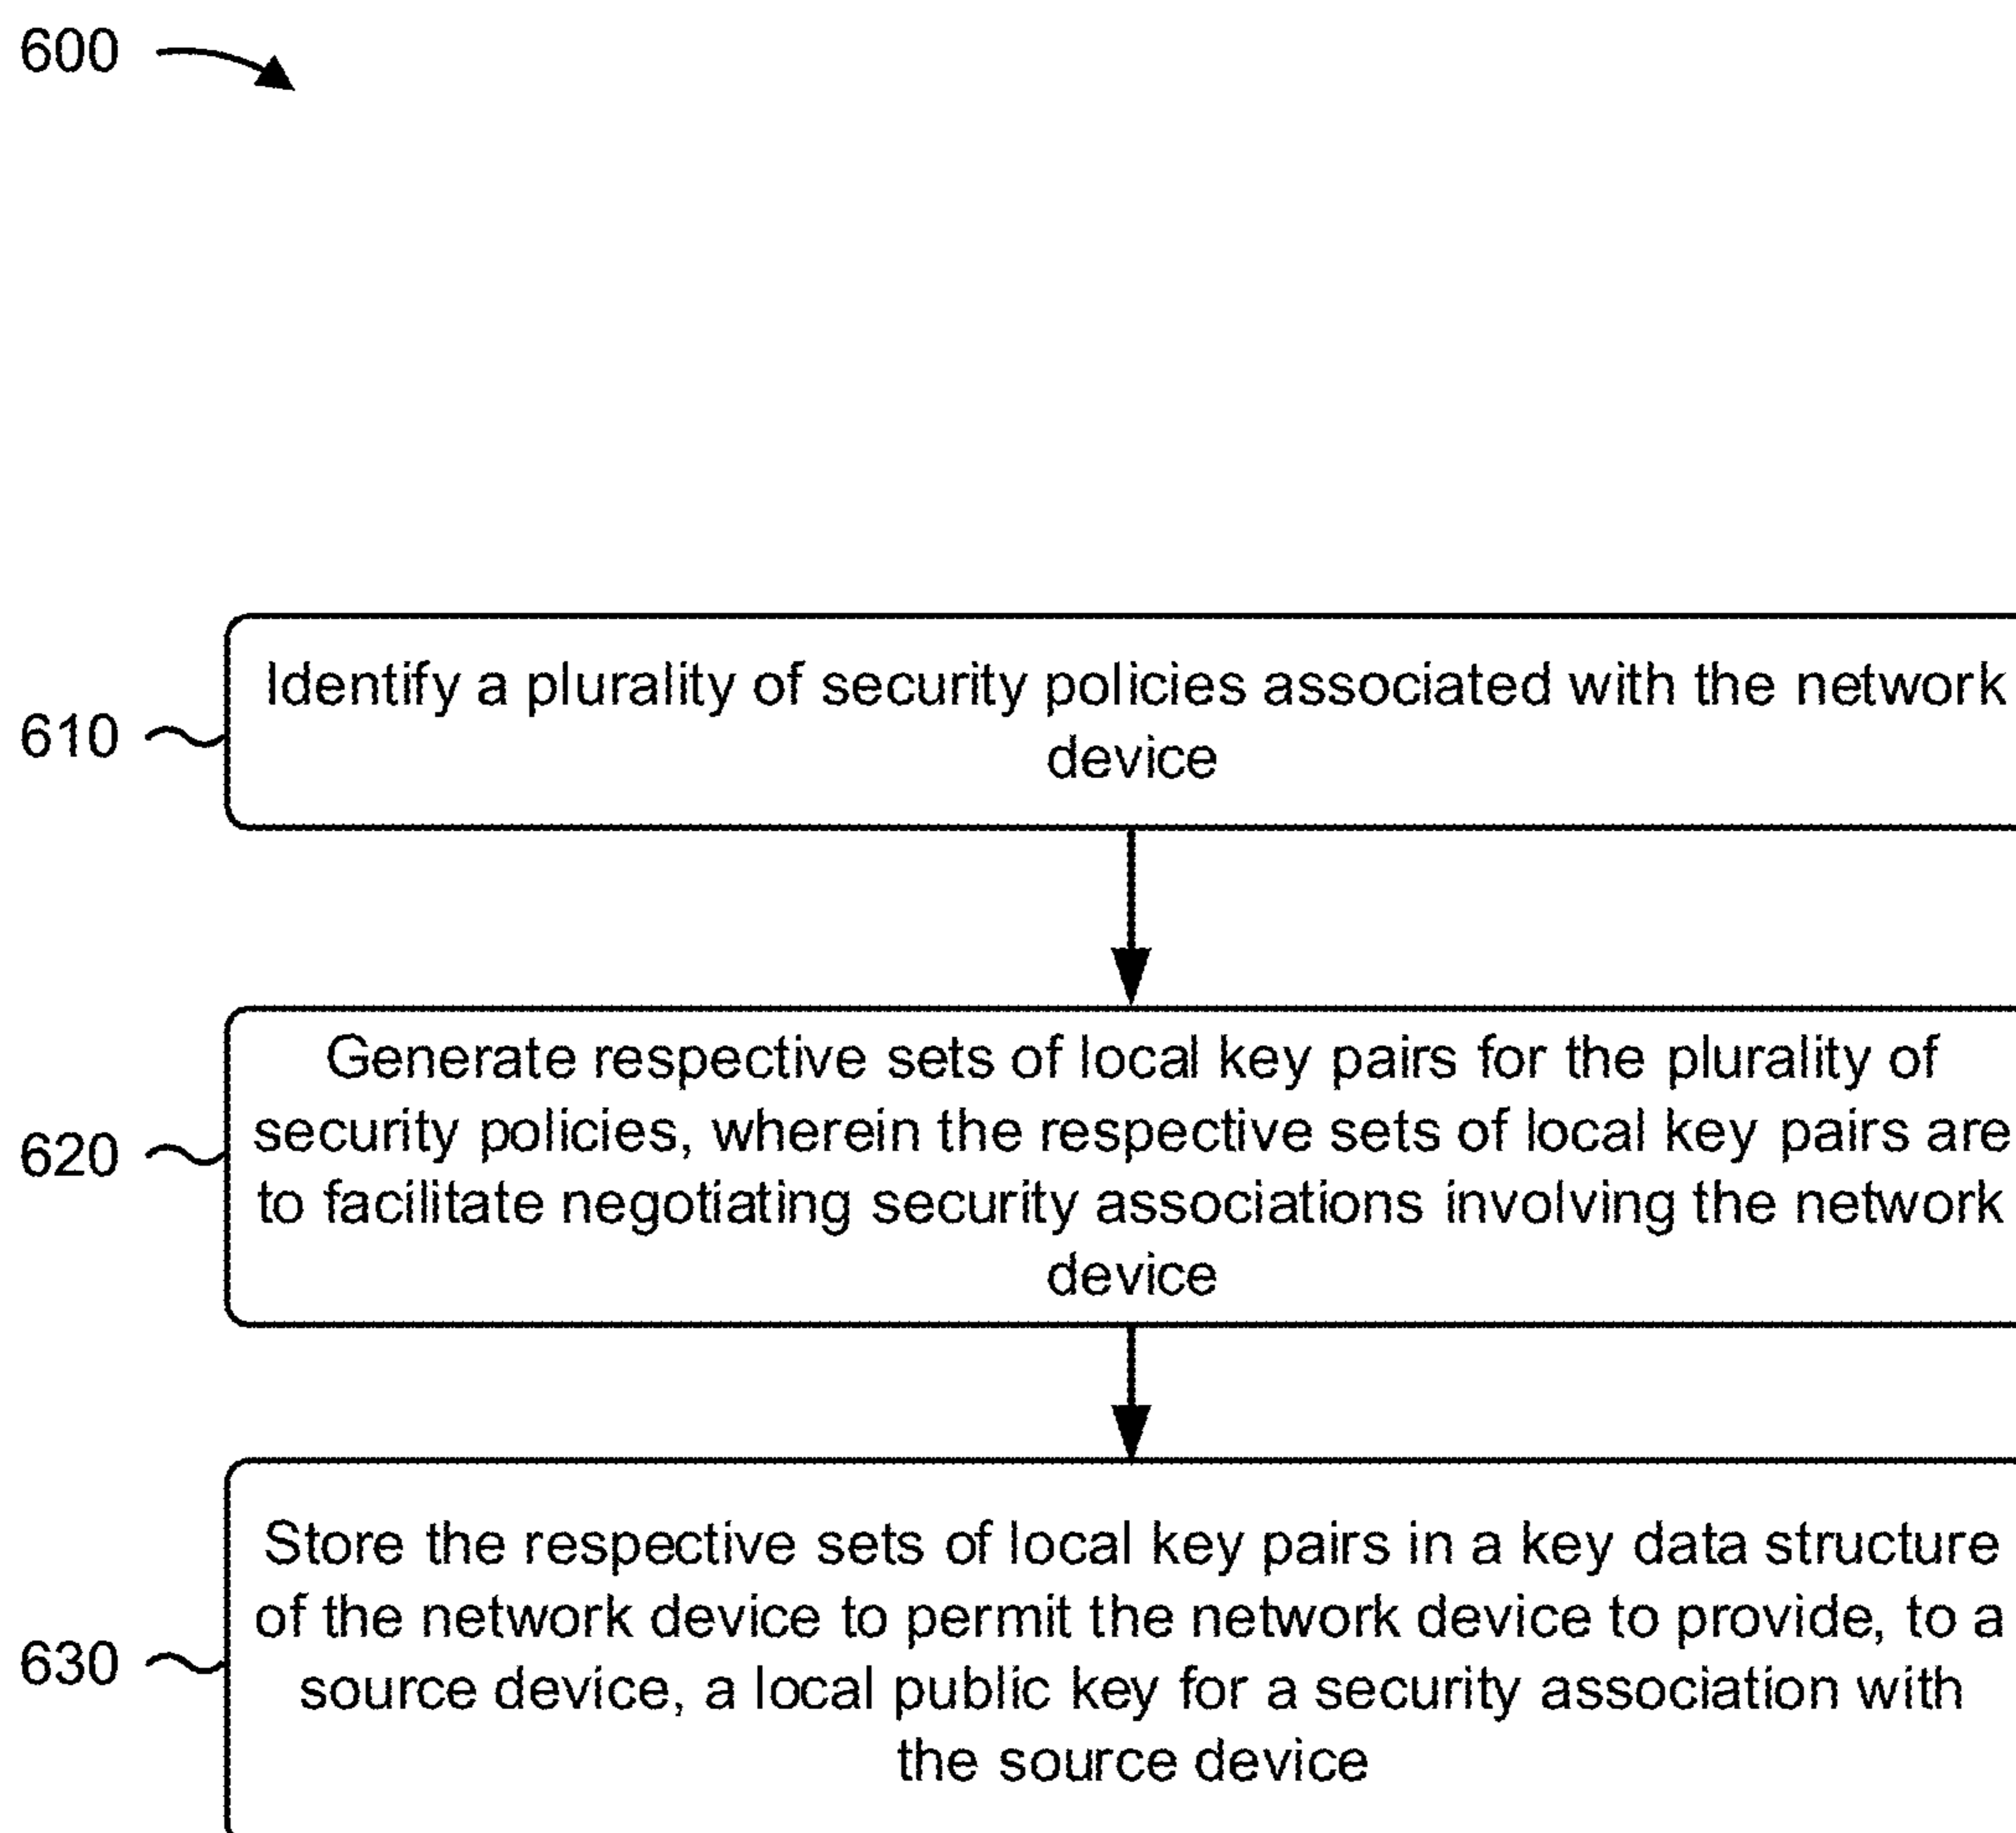 600
610
Identify a plurality of security policies associated with the network
device
620
Generate respective sets of local key pairs for the plurality of
security policies, wherein the respective sets of local key pairs are
to facilitate negotiating security associations involving the network
device
630
Store the respective sets of local key pairs in a key data structure
of the network device to permit the network device to provide, to a
source device, a local public key for a security association with
the source device